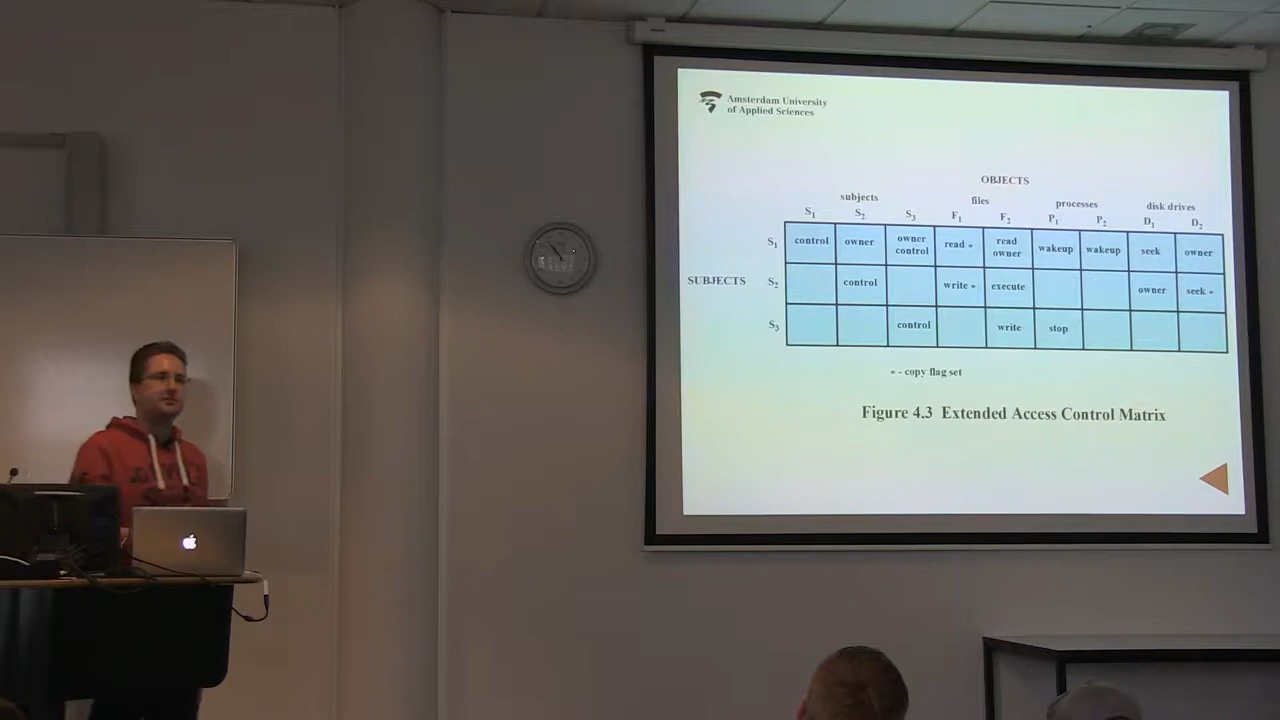 Amsterdam University
of Applied Sciences
OBJECTS
subjects files processes disk drives
S1 S2 S3 F1 F2 P1 P2 D1 D2
S1 control owner owner control read * read owner wakeup wakeup seek owner
SUBJECTS S2 control write * execute owner seek *
S3 control write stop
* - copy flag set
Figure 4.3 Extended Access Control Matrix